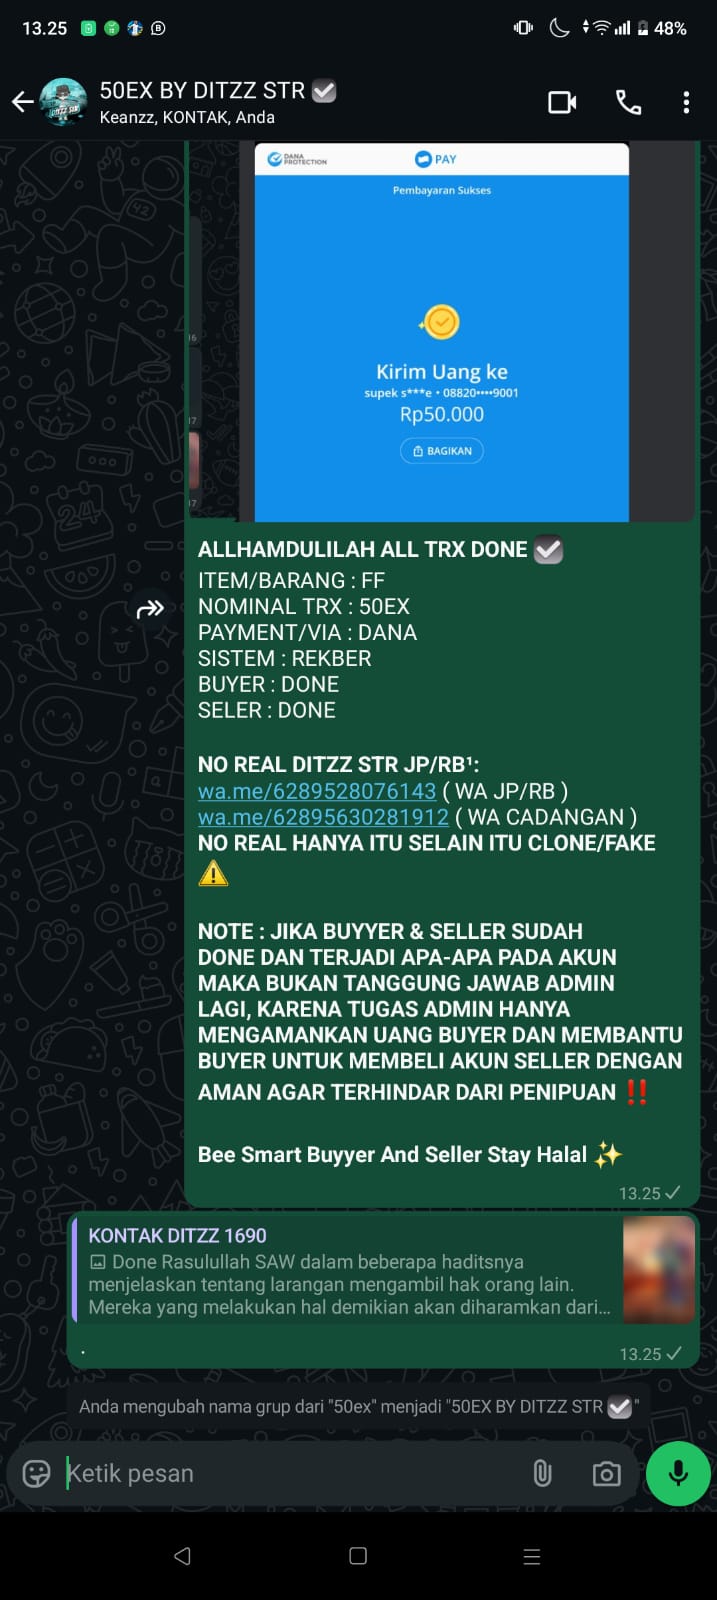 13.25
48%
50EX BY DITZZ STR ☑
Keanzz, KONTAK, Anda
DANA PROTECTION
PAY
Pembayaran Sukses
Kirim Uang ke
supek s***e • 08820••••9001
Rp50.000
BAGIKAN
ALLHAMDULILAH ALL TRX DONE ☑
ITEM/BARANG : FF
NOMINAL TRX : 50EX
PAYMENT/VIA : DANA
SISTEM : REKBER
BUYER : DONE
SELER : DONE
NO REAL DITZZ STR JP/RB¹:
wa.me/6289528076143 ( WA JP/RB )
wa.me/62895630281912 ( WA CADANGAN )
NO REAL HANYA ITU SELAIN ITU CLONE/FAKE
⚠️
NOTE : JIKA BUYYER & SELLER SUDAH
DONE DAN TERJADI APA-APA PADA AKUN
MAKA BUKAN TANGGUNG JAWAB ADMIN
LAGI, KARENA TUGAS ADMIN HANYA
MENGAMANKAN UANG BUYER DAN MEMBANTU
BUYER UNTUK MEMBELI AKUN SELLER DENGAN
AMAN AGAR TERHINDAR DARI PENIPUAN ‼️
Bee Smart Buyyer And Seller Stay Halal ✨
13.25
KONTAK DITZZ 1690
Done Rasulullah SAW dalam beberapa haditsnya
menjelaskan tentang larangan mengambil hak orang lain.
Mereka yang melakukan hal demikian akan diharamkan dari...
.
13.25
Anda mengubah nama grup dari "50ex" menjadi "50EX BY DITZZ STR ☑"
Ketik pesan